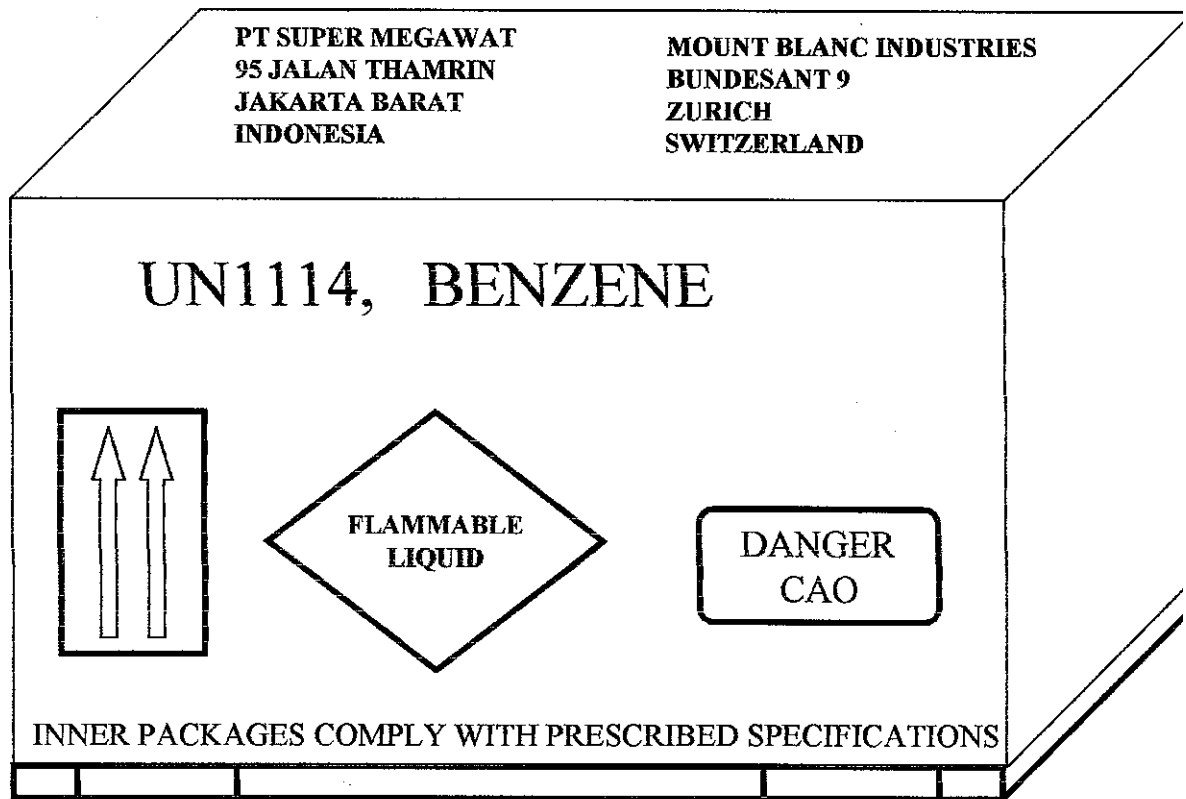 PT SUPER MEGAWAT
95 JALAN THAMRIN
JAKARTA BARAT
INDONESIA
MOUNT BLANC INDUSTRIES
BUNDESANT 9
ZURICH
SWITZERLAND
UN1114, BENZENE
FLAMMABLE
LIQUID
DANGER
CAO
INNER PACKAGES COMPLY WITH PRESCRIBED SPECIFICATIONS